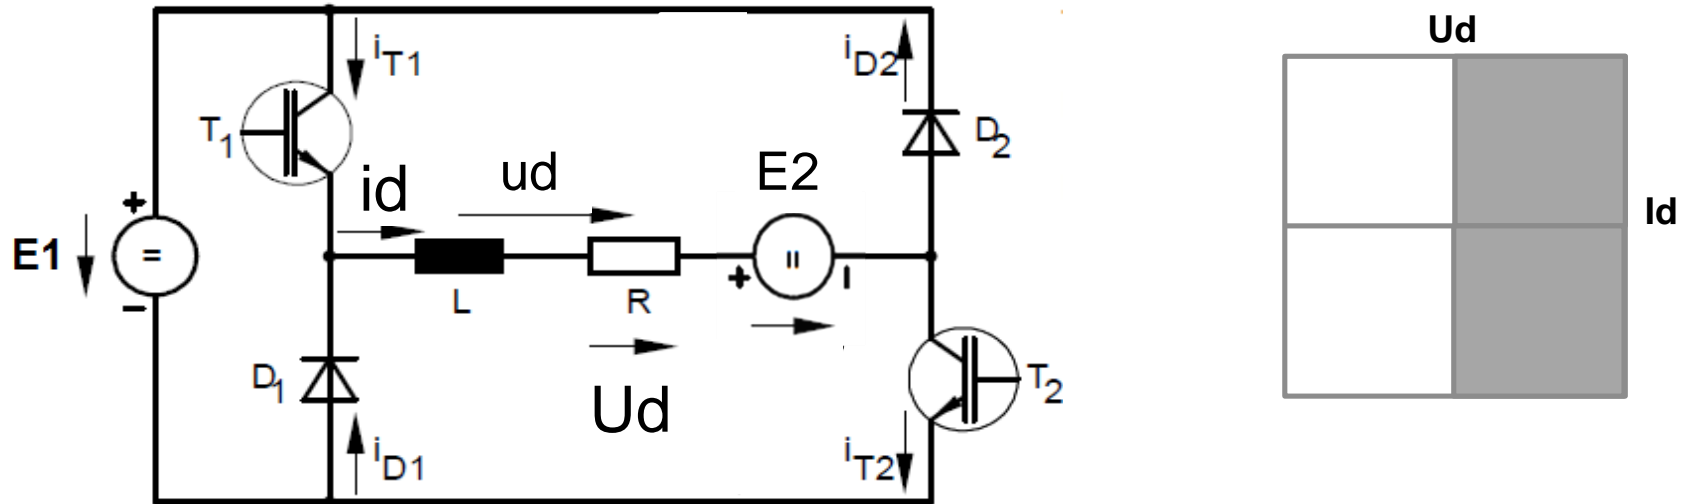 Ud
Id
iT1
iD2
T1
D2
id
ud
E2
+
E1
=
=
+
−
−
L
R
D1
Ud
T2
iD1
iT2